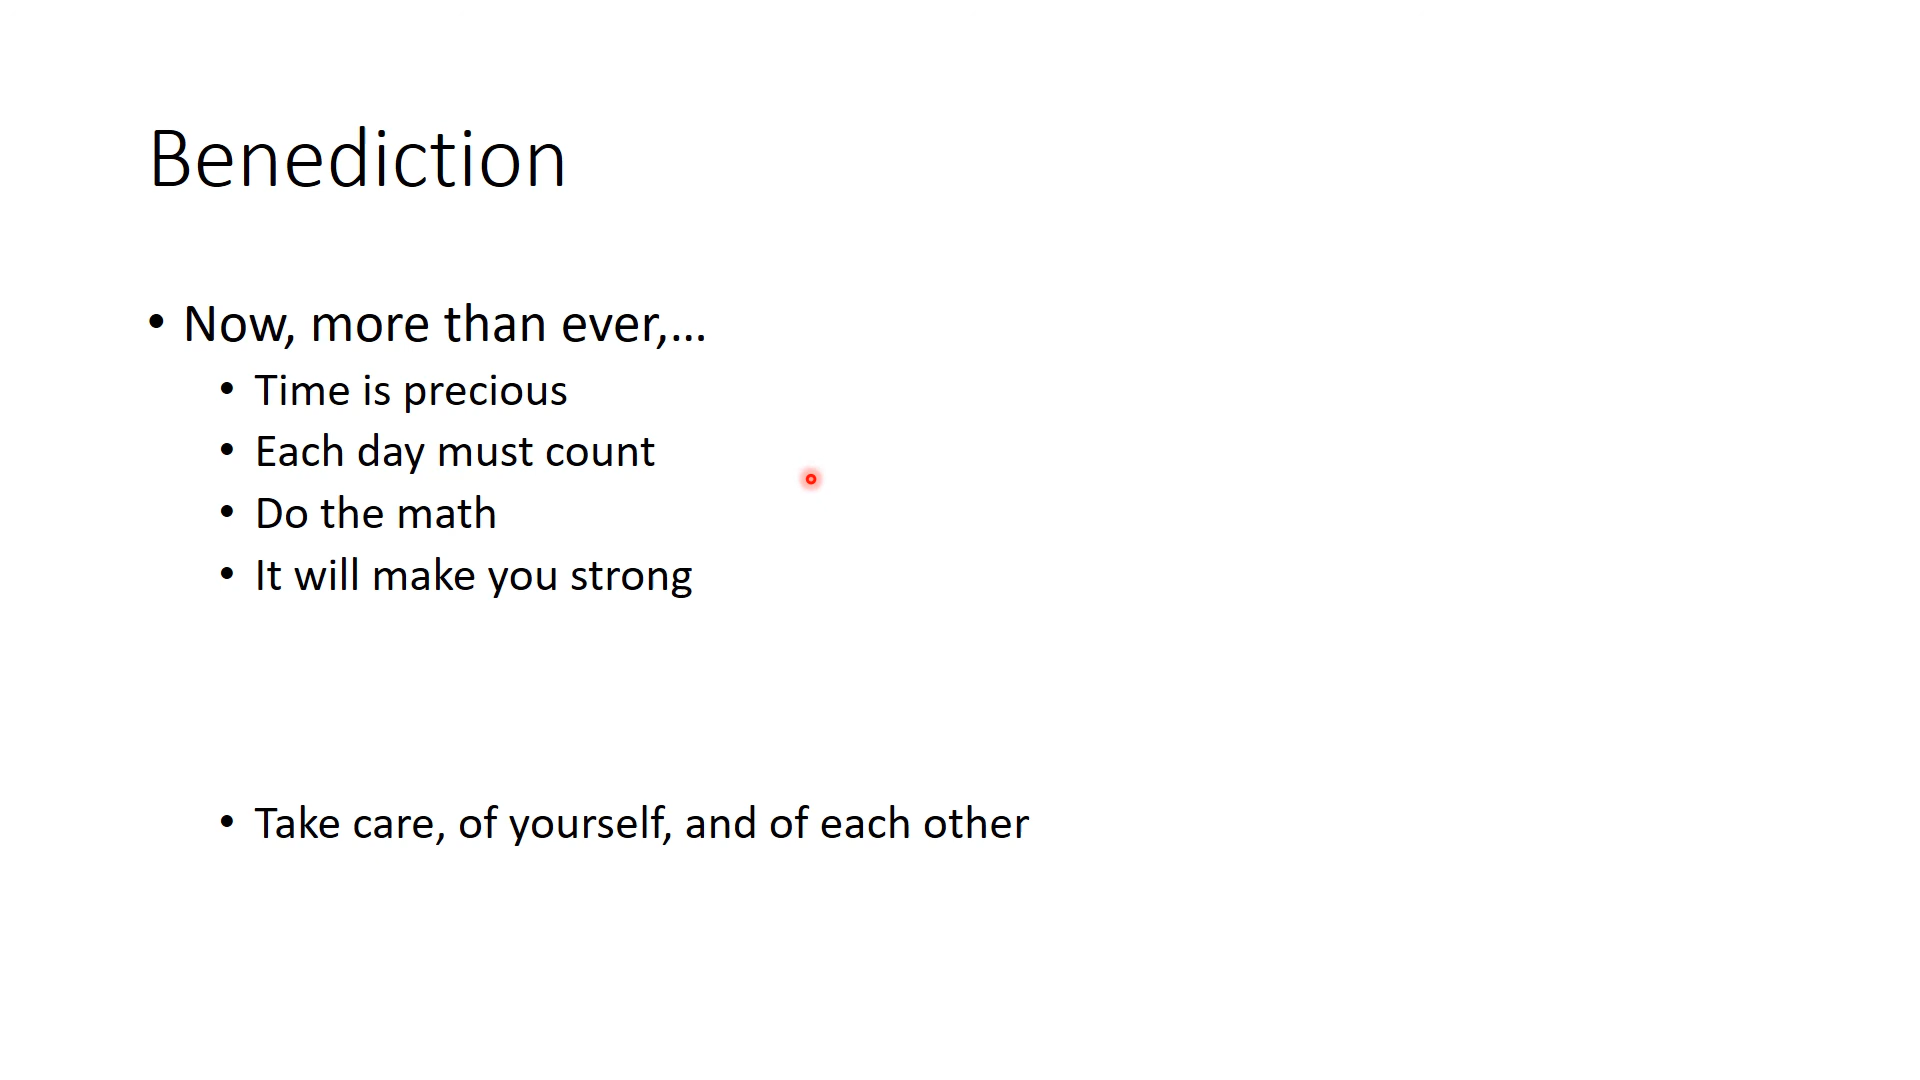 Benediction
• Now, more than ever,...
• Time is precious
• Each day must count
• Do the math
• It will make you strong
• Take care, of yourself, and of each other